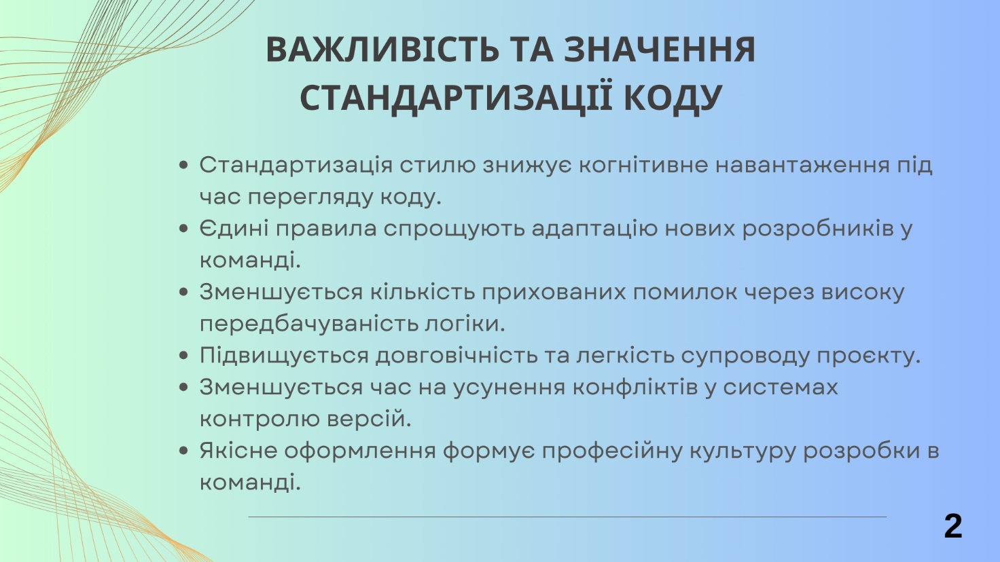 ВАЖЛИВІСТЬ ТА ЗНАЧЕННЯ
СТАНДАРТИЗАЦІЇ КОДУ
• Стандартизація стилю знижує когнітивне навантаження під
час перегляду коду.
• Єдині правила спрощують адаптацію нових розробників у
команді.
• Зменшується кількість прихованих помилок через високу
передбачуваність логіки.
• Підвищується довговічність та легкість супроводу проєкту.
• Зменшується час на усунення конфліктів у системах
контролю версій.
• Якісне оформлення формує професійну культуру розробки в
команді.
2